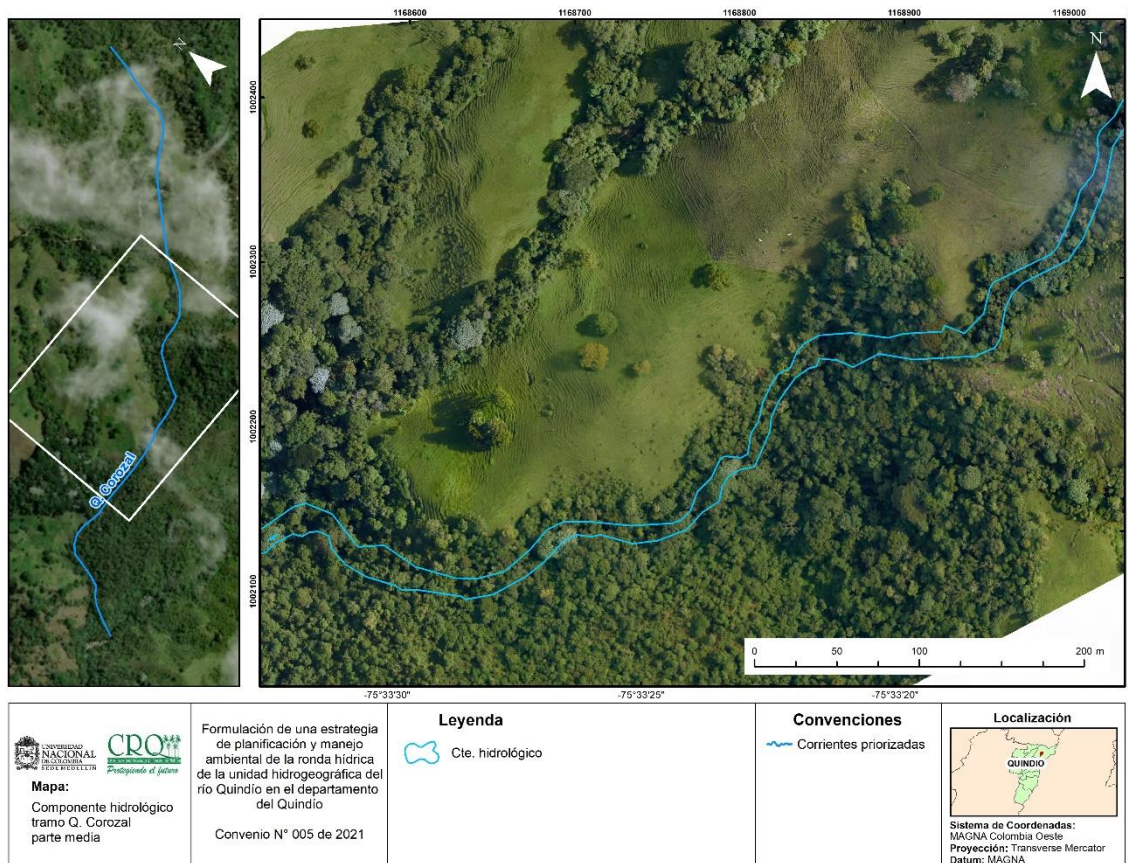 N
Q. Corozal
1168600 1168700 1168800 1168900 1169000
N
1002400
1002300
1002200
1002100
0 50 100 200 m
-75°33'30" -75°33'25" -75°33'20"
UNIVERSIDAD
NACIONAL
DE COLOMBIA
SEDE MEDELLÍN
CRQ
Protegiendo el futuro
Mapa:
Componente hidrológico
tramo Q. Corozal
parte media
Formulación de una estrategia
de planificación y manejo
ambiental de la ronda hídrica
de la unidad hidrogeográfica del
río Quindío en el departamento
del Quindío
Convenio N° 005 de 2021
Leyenda
Cte. hidrológico
Convenciones
Corrientes priorizadas
Localización
QUINDIO
Sistema de Coordenadas:
MAGNA Colombia Oeste
Proyección: Transverse Mercator
Datum: MAGNA